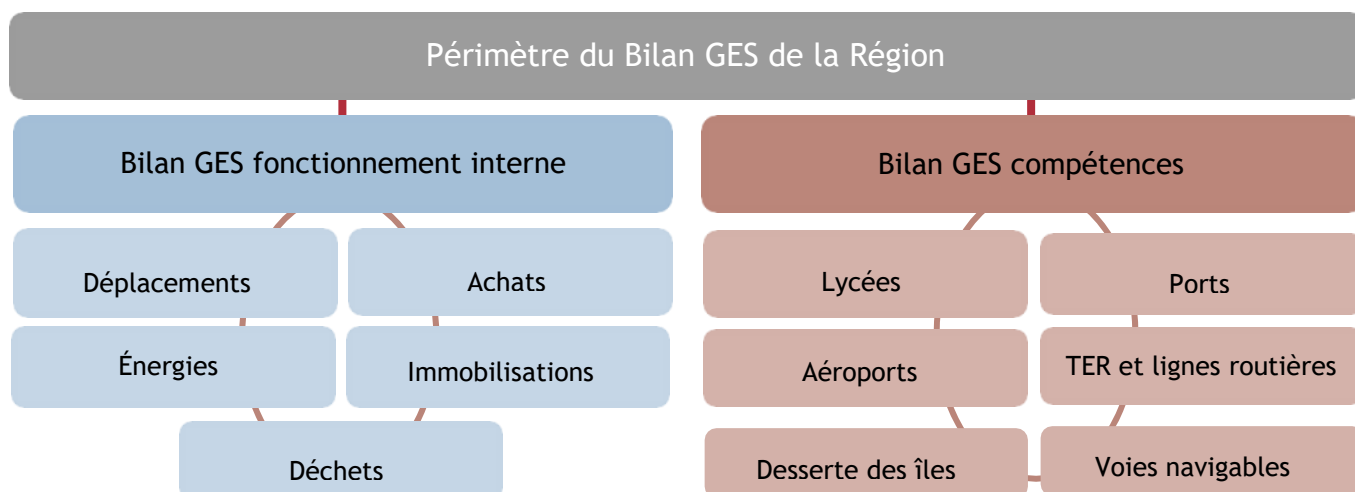 Périmètre du Bilan GES de la Région
Bilan GES fonctionnement interne
Déplacements
Achats
Énergies
Immobilisations
Déchets
Bilan GES compétences
Lycées
Ports
Aéroports
TER et lignes routières
Desserte des îles
Voies navigables